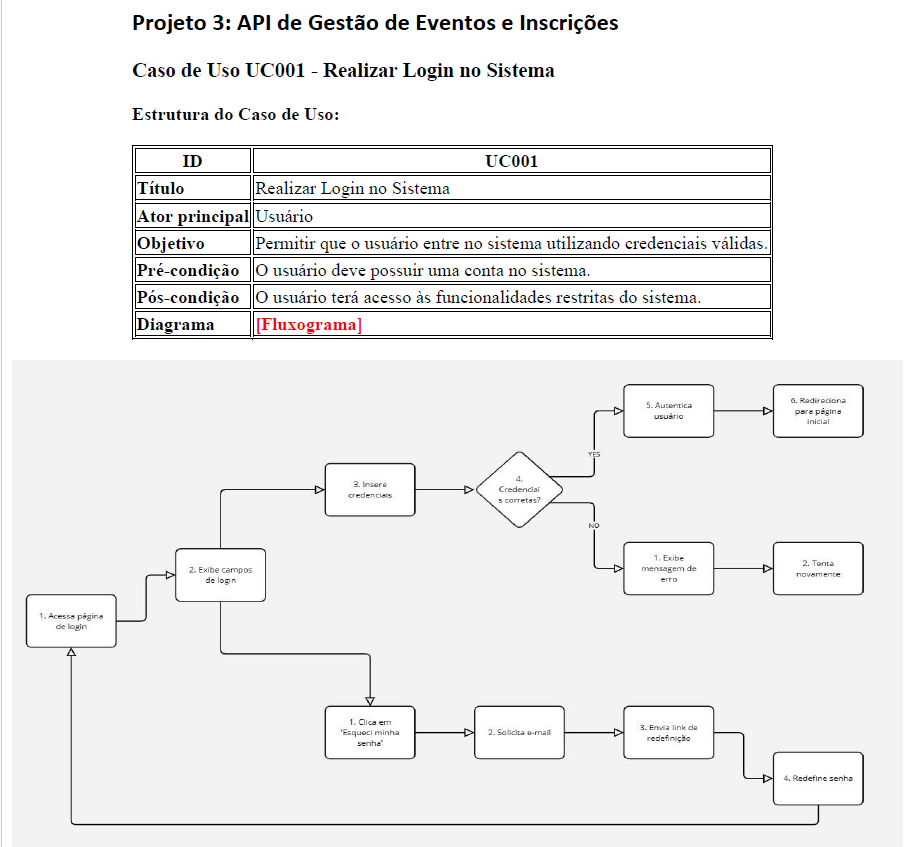 Projeto 3: API de Gestão de Eventos e Inscrições
Caso de Uso UC001 - Realizar Login no Sistema
Estrutura do Caso de Uso:
ID UC001
Título Realizar Login no Sistema
Ator principal Usuário
Objetivo Permitir que o usuário entre no sistema utilizando credenciais válidas.
Pré-condição O usuário deve possuir uma conta no sistema.
Pós-condição O usuário terá acesso às funcionalidades restritas do sistema.
Diagrama [Fluxograma]
5. Autentica
usuário
6. Redireciona
para página
inicial
YES
3. Insere
credenciais
4.
Credenciai
s corretas?
NO
1. Exibe
mensagem de
erro
2. Tenta
novamente
2. Exibe campos
de login
1. Acessa página
de login
1. Clica em
'Esqueci minha
senha'
2. Solicita e-mail
3. Envia link de
redefinição
4. Redefine senha